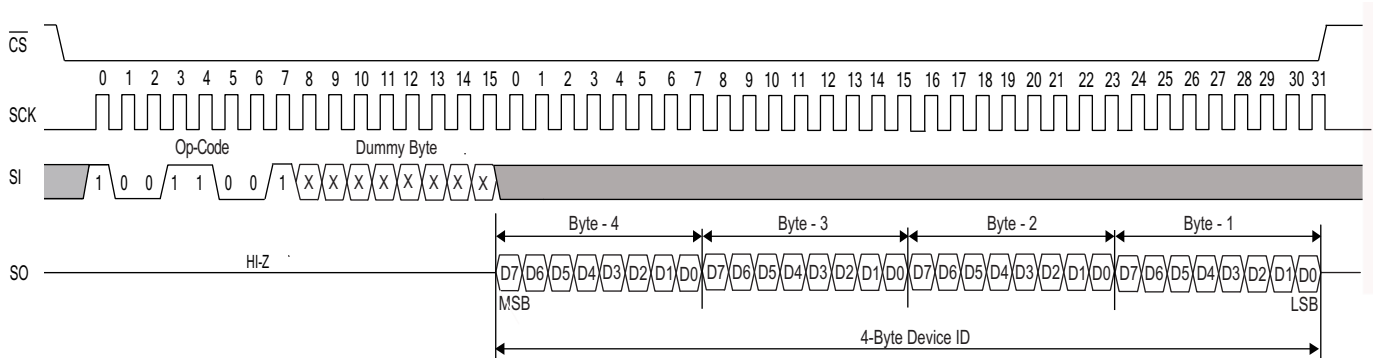 CS
0 1 2 3 4 5 6 7 8 9 10 11 12 13 14 15 0 1 2 3 4 5 6 7 8 9 10 11 12 13 14 15 16 17 18 19 20 21 22 23 24 25 26 27 28 29 30 31
SCK
Op-Code Dummy Byte
SI 1 0 0 1 1 0 0 1 X X X X X X X X
Byte - 4 Byte - 3 Byte - 2 Byte - 1
SO HI-Z D7 D6 D5 D4 D3 D2 D1 D0 D7 D6 D5 D4 D3 D2 D1 D0 D7 D6 D5 D4 D3 D2 D1 D0 D7 D6 D5 D4 D3 D2 D1 D0
MSB LSB
4-Byte Device ID